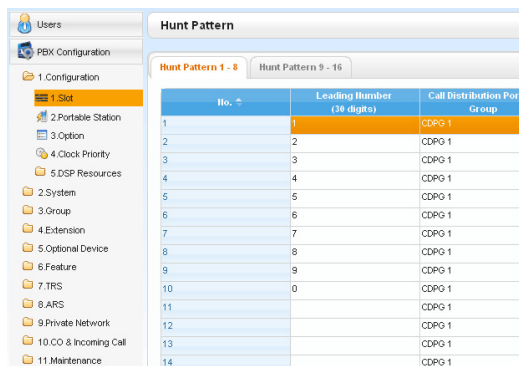 Users
PBX Configuration
1.Configuration
1.Slot
2.Portable Station
3.Option
4.Clock Priority
5.DSP Resources
2.System
3.Group
4.Extension
5.Optional Device
6.Feature
7.TRS
8.ARS
9.Private Network
10.CO & Incoming Call
11.Maintenance
Hunt Pattern
Hunt Pattern 1 - 8 Hunt Pattern 9 - 16
No. Leading Number (30 digits) Call Distribution Por Group
1 1 CDPG 1
2 2 CDPG 1
3 3 CDPG 1
4 4 CDPG 1
5 5 CDPG 1
6 6 CDPG 1
7 7 CDPG 1
8 8 CDPG 1
9 9 CDPG 1
10 0 CDPG 1
11 CDPG 1
12 CDPG 1
13 CDPG 1
14 CDPG 1